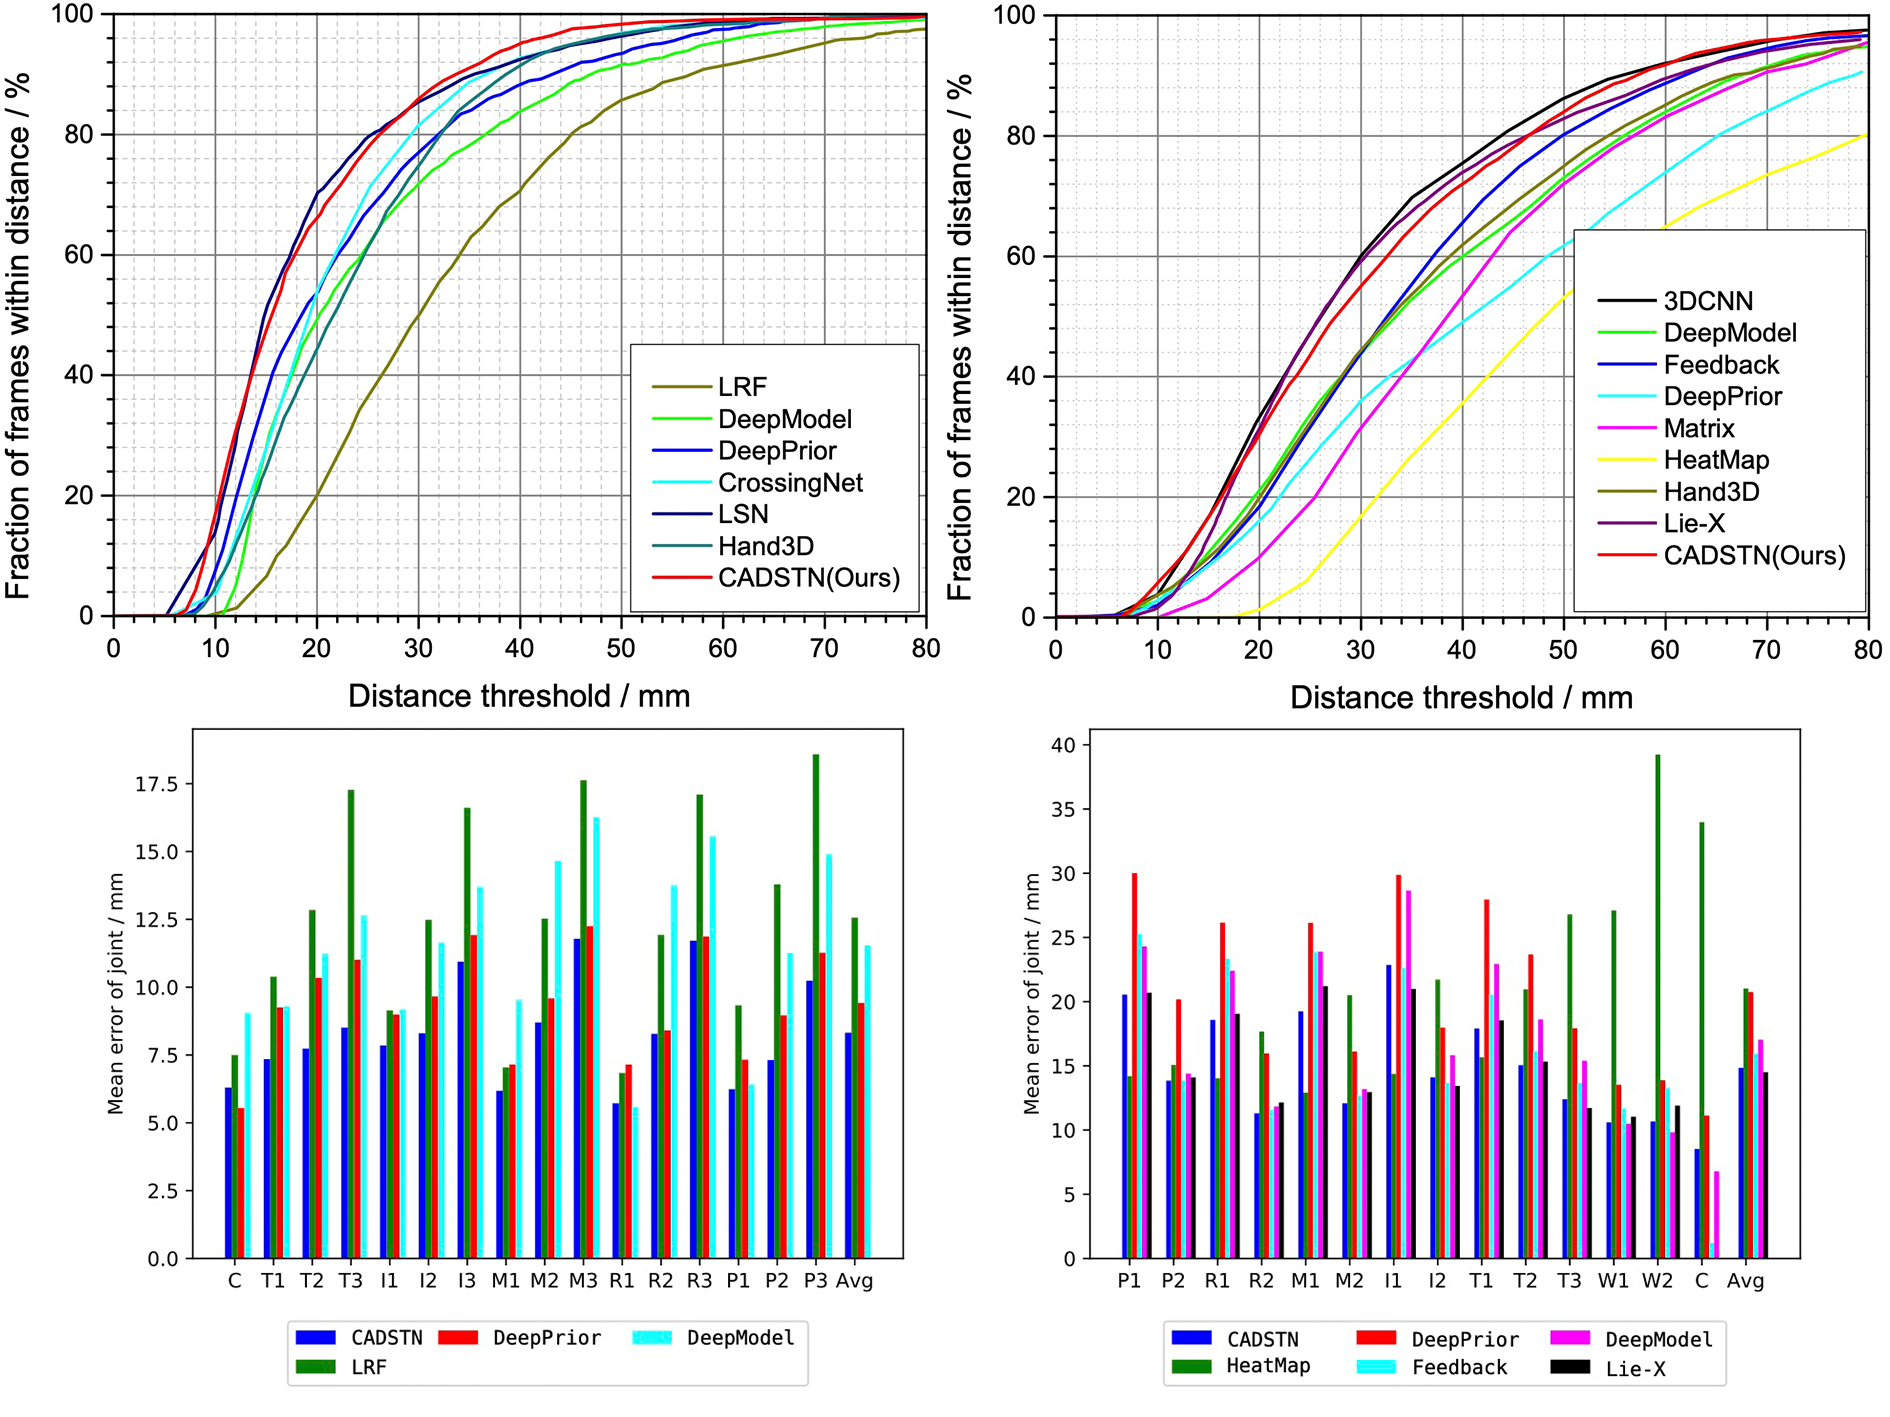 Fraction of frames within distance / %
100
80
60
40
20
0
0 10 20 30 40 50 60 70 80
Distance threshold / mm
LRF
DeepModel
DeepPrior
CrossingNet
LSN
Hand3D
CADSTN(Ours)
Fraction of frames within distance / %
100
80
60
40
20
0
0 10 20 30 40 50 60 70 80
Distance threshold / mm
3DCNN
DeepModel
Feedback
DeepPrior
Matrix
HeatMap
Hand3D
Lie-X
CADSTN(Ours)
Mean error of joint / mm
17.5
15.0
12.5
10.0
7.5
5.0
2.5
0.0
C T1 T2 T3 I1 I2 I3 M1 M2 M3 R1 R2 R3 P1 P2 P3 Avg
CADSTN DeepPrior DeepModel
LRF
Mean error of joint / mm
40
35
30
25
20
15
10
5
0
P1 P2 R1 R2 M1 M2 I1 I2 T1 T2 T3 W1 W2 C Avg
CADSTN DeepPrior DeepModel
HeatMap Feedback Lie-X